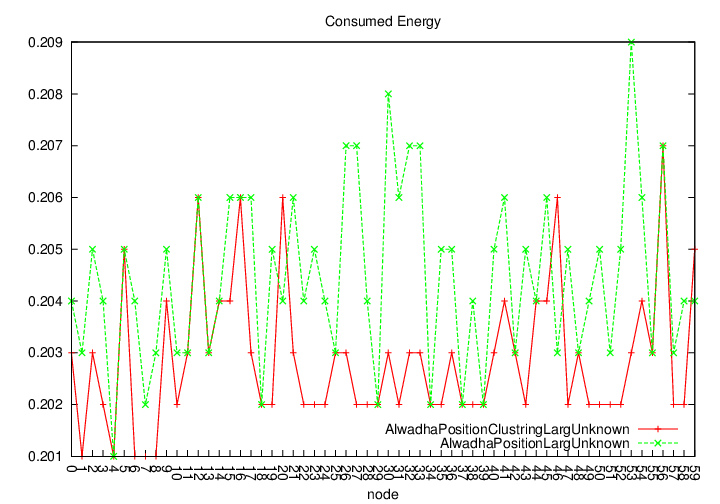 Consumed Energy
0.209
0.208
0.207
0.206
0.205
0.204
0.203
0.202
0.201
AlwadhaPositionClustringLargUnknown
AlwadhaPositionLargUnknown
0 1 2 3 4 5 6 7 8 9 10 11 12 13 14 15 16 17 18 19 20 21 22 23 24 25 26 27 28 29 30 31 32 33 34 35 36 37 38 39 40 41 42 43 44 45 46 47 48 49 50 51 52 53 54 55 56 57 58 59
node